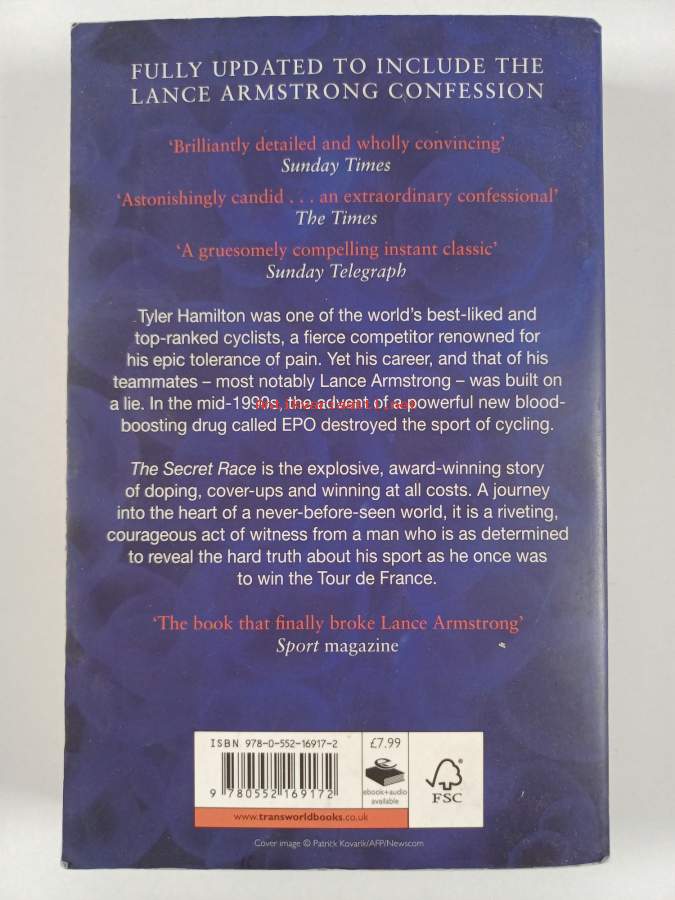 FULLY UPDATED TO INCLUDE THE
LANCE ARMSTRONG CONFESSION
‘Brilliantly detailed and wholly convincing’
Sunday Times
‘Astonishingly candid . . . an extraordinary confessional’
The Times
‘A gruesomely compelling instant classic’
Sunday Telegraph
Tyler Hamilton was one of the world’s best-liked and
top-ranked cyclists, a fierce competitor renowned for
his epic tolerance of pain. Yet his career, and that of his
teammates – most notably Lance Armstrong – was built on
a lie. In the mid-1990s, the advent of a powerful new blood-
boosting drug called EPO destroyed the sport of cycling.
The Secret Race is the explosive, award-winning story
of doping, cover-ups and winning at all costs. A journey
into the heart of a never-before-seen world, it is a riveting,
courageous act of witness from a man who is as determined
to reveal the hard truth about his sport as he once was
to win the Tour de France.
‘The book that finally broke Lance Armstrong’
Sport magazine
ISBN 978-0-552-16917-2
£7.99
9 780552 169172
ebook+audio
available
FSC
www.transworldbooks.co.uk
Cover image © Patrick Kovarik/AFP/Newscom